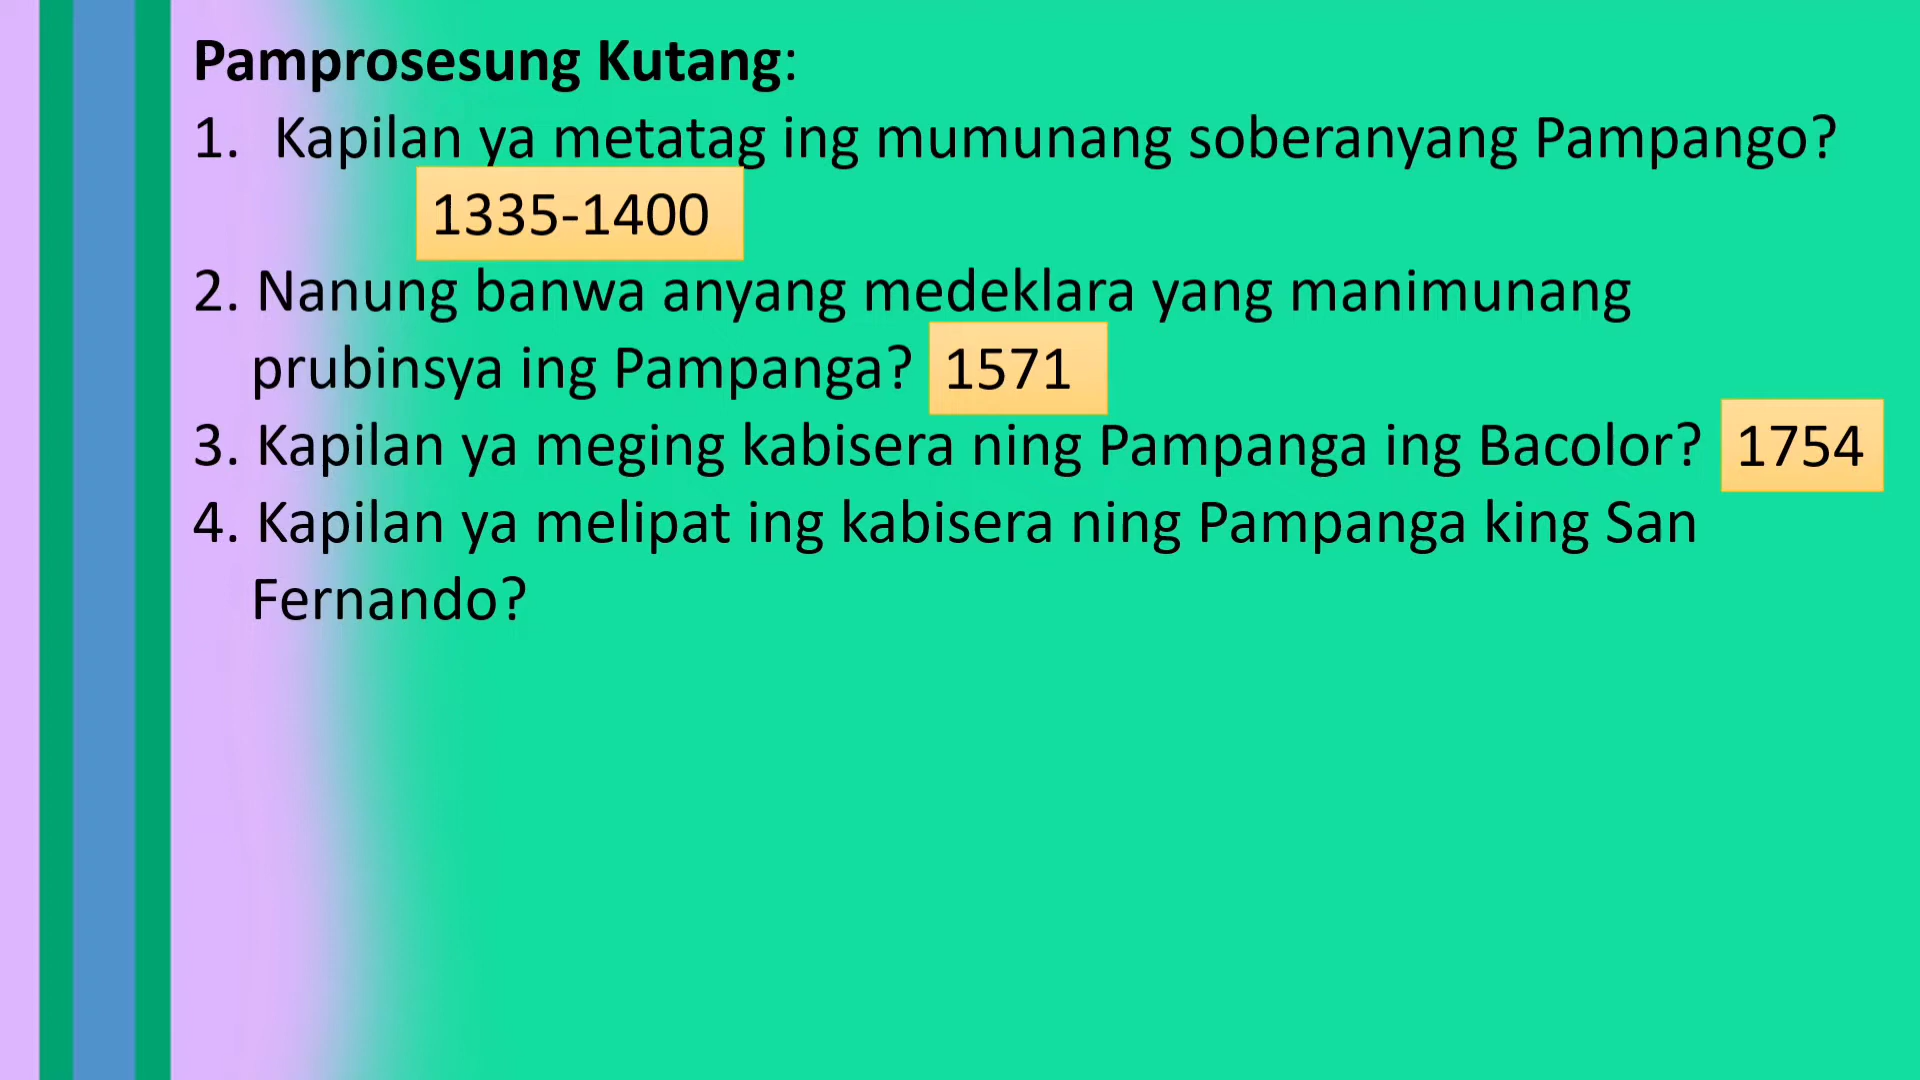 Pamprosesung Kutang:
1. Kapilan ya metatag ing mumunang soberanyang Pampango?
1335-1400
2. Nanung banwa anyang medeklara yang manimunang
prubinsya ing Pampanga? 1571
3. Kapilan ya meging kabisera ning Pampanga ing Bacolor? 1754
4. Kapilan ya melipat ing kabisera ning Pampanga king San
Fernando?